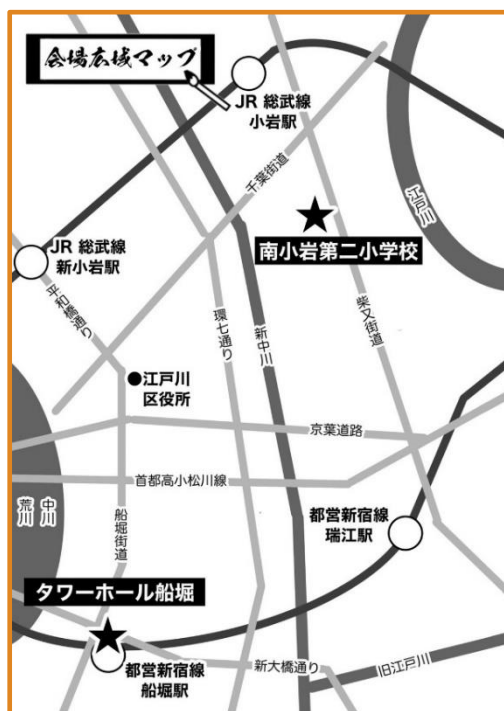 会場広域マップ
JR 総武線
小岩駅
千葉街道
江戸川
南小岩第二小学校
JR 総武線
新小岩駅
平和橋通り
環七通り
新中川
柴又街道
江戸川
区役所
京葉道路
首都高小松川線
荒川
中川
船堀街道
都営新宿線
瑞江駅
タワーホール船堀
都営新宿線
船堀駅
新大橋通り
旧江戸川